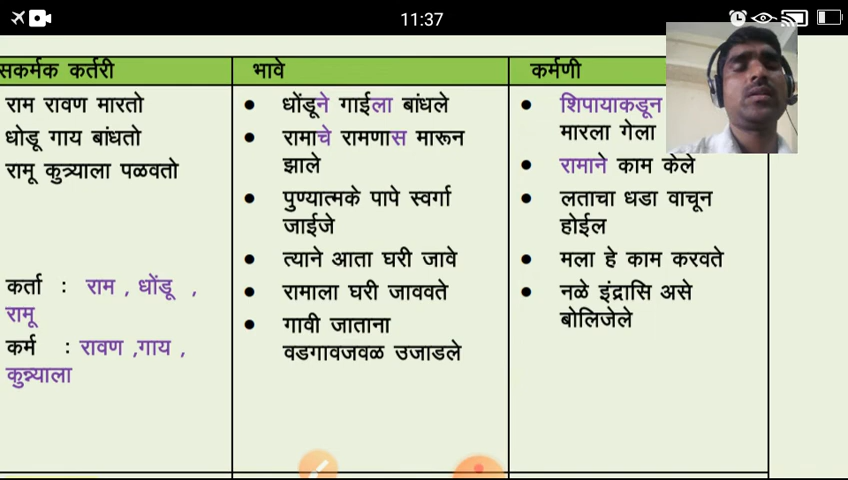 11:37
सकर्मक कर्तरी
राम रावण मारतो
धोडू गाय बांधतो
रामू कुत्र्याला पळवतो
कर्ता : राम , धोंडू ,
रामू
कर्म : रावण ,गाय ,
कुत्र्याला
भावे
धोंडूने गाईला बांधले
रामाचे रामणास मारून
झाले
पुण्यात्मके पापे स्वर्गा
जाईजे
त्याने आता घरी जावे
रामाला घरी जाववते
गावी जाताना
वडगावजवळ उजाडले
कर्मणी
शिपायाकडून
मारला गेला
रामाने काम केले
लताचा धडा वाचून
होईल
मला हे काम करवते
नळे इंद्रासि असे
बोलिजेले